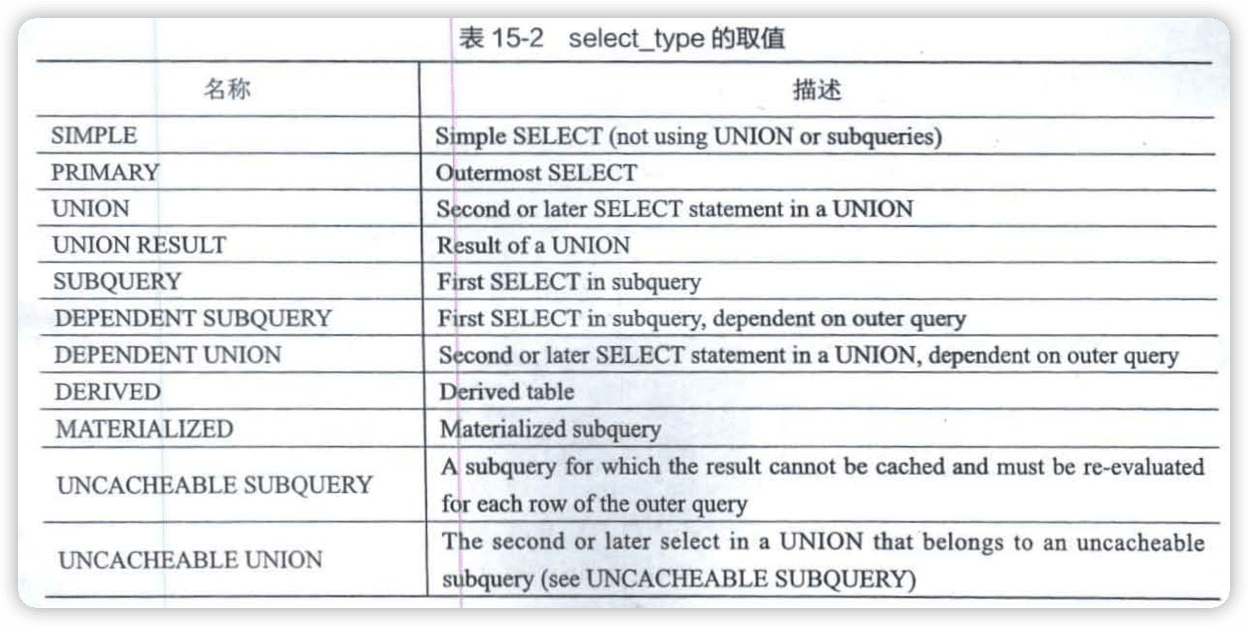 表 15-2 select_type 的取值
名称 描述
SIMPLE Simple SELECT (not using UNION or subqueries)
PRIMARY Outermost SELECT
UNION Second or later SELECT statement in a UNION
UNION RESULT Result of a UNION
SUBQUERY First SELECT in subquery
DEPENDENT SUBQUERY First SELECT in subquery, dependent on outer query
DEPENDENT UNION Second or later SELECT statement in a UNION, dependent on outer query
DERIVED Derived table
MATERIALIZED Materialized subquery
UNCACHEABLE SUBQUERY A subquery for which the result cannot be cached and must be re-evaluated
for each row of the outer query
UNCACHEABLE UNION The second or later select in a UNION that belongs to an uncacheable
subquery (see UNCACHEABLE SUBQUERY)